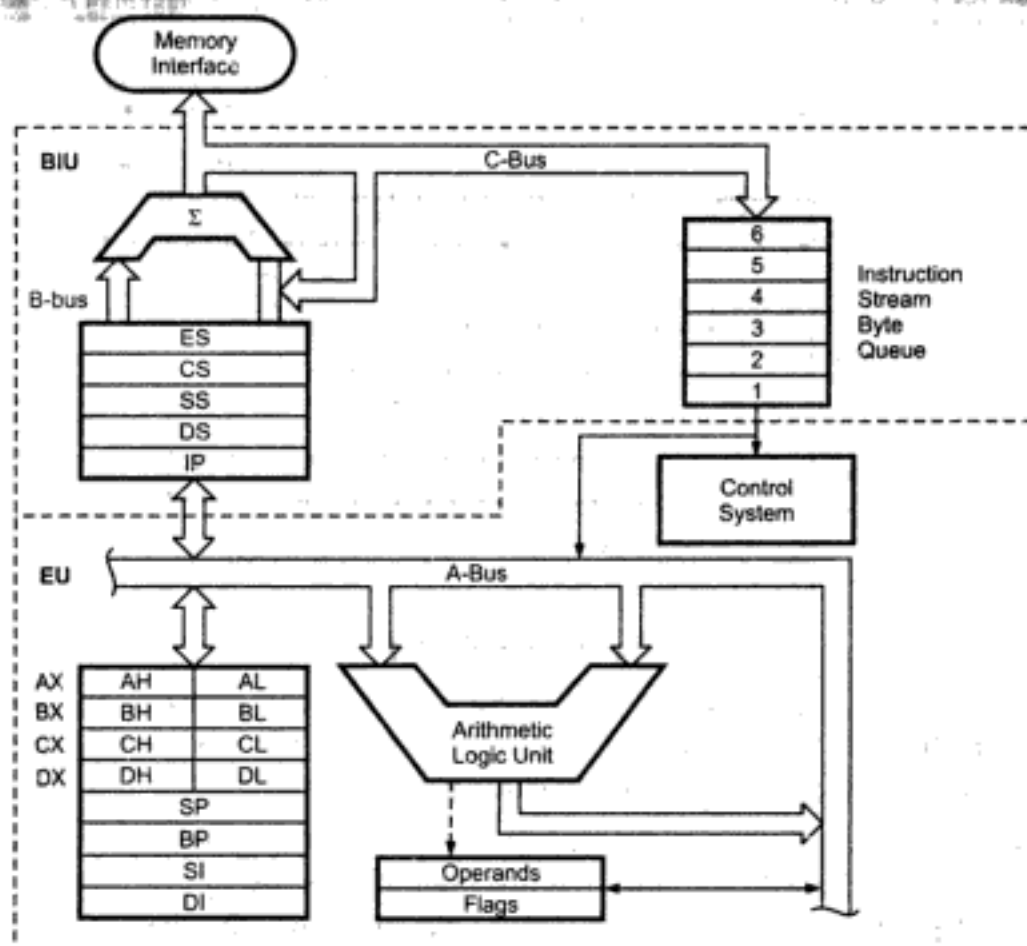 Memory
Interface
BIU
C-Bus
Σ
B-bus
6
5
4
3
2
1
Instruction
Stream
Byte
Queue
ES
CS
SS
DS
IP
Control
System
EU
A-Bus
AX AH AL
BX BH BL
CX CH CL
DX DH DL
SP
BP
SI
DI
Arithmetic
Logic Unit
Operands
Flags